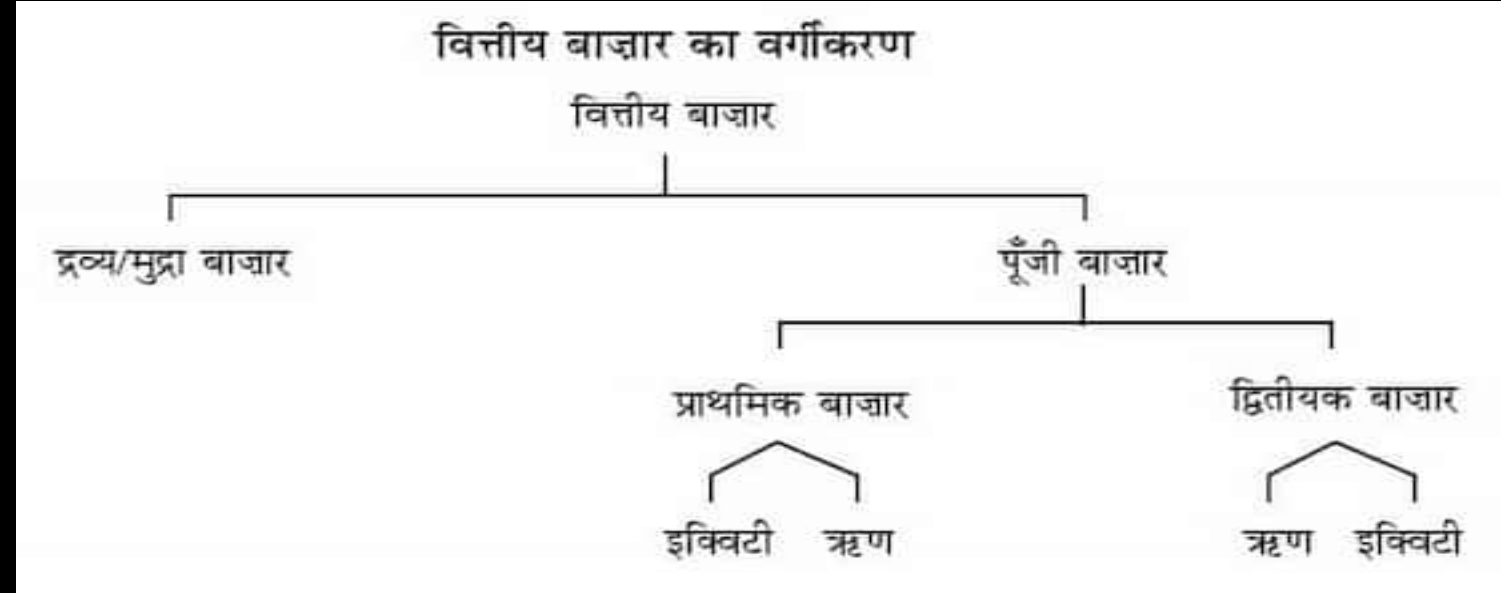 वित्तीय बाज़ार का वर्गीकरण
वित्तीय बाज़ार
द्रव्य/मुद्रा बाज़ार पूँजी बाज़ार
प्राथमिक बाज़ार द्वितीयक बाज़ार
इक्विटी ऋण ऋण इक्विटी